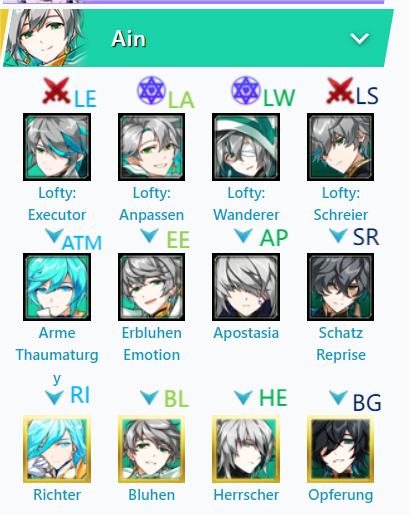 Ain
LE LA LW LS
Lofty: Lofty: Lofty: Lofty:
Executor Anpassen Wanderer Schreier
ATM EE AP SR
Arme Erbluhen Apostasia Schatz
Thaumaturg Emotion Reprise
y
RI BL HE BG
Richter Bluhen Herrscher Opferung